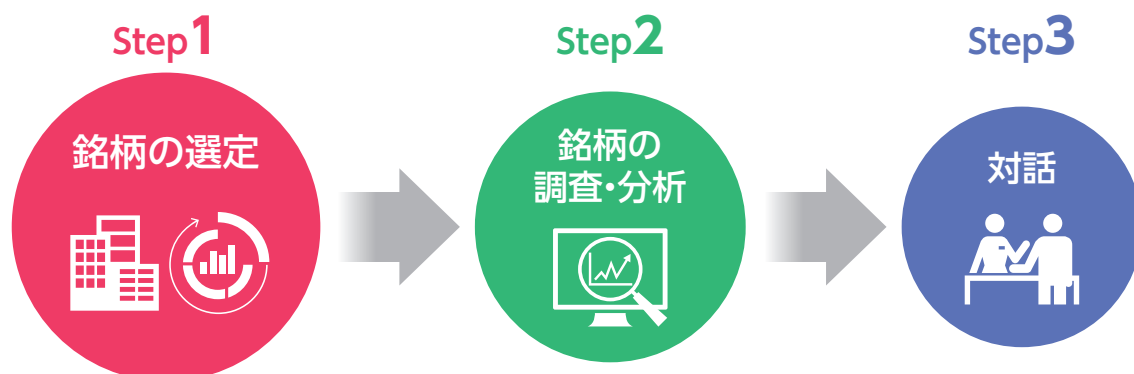 Step1
Step2
Step3
銘柄の選定
銘柄の
調査・分析
対話